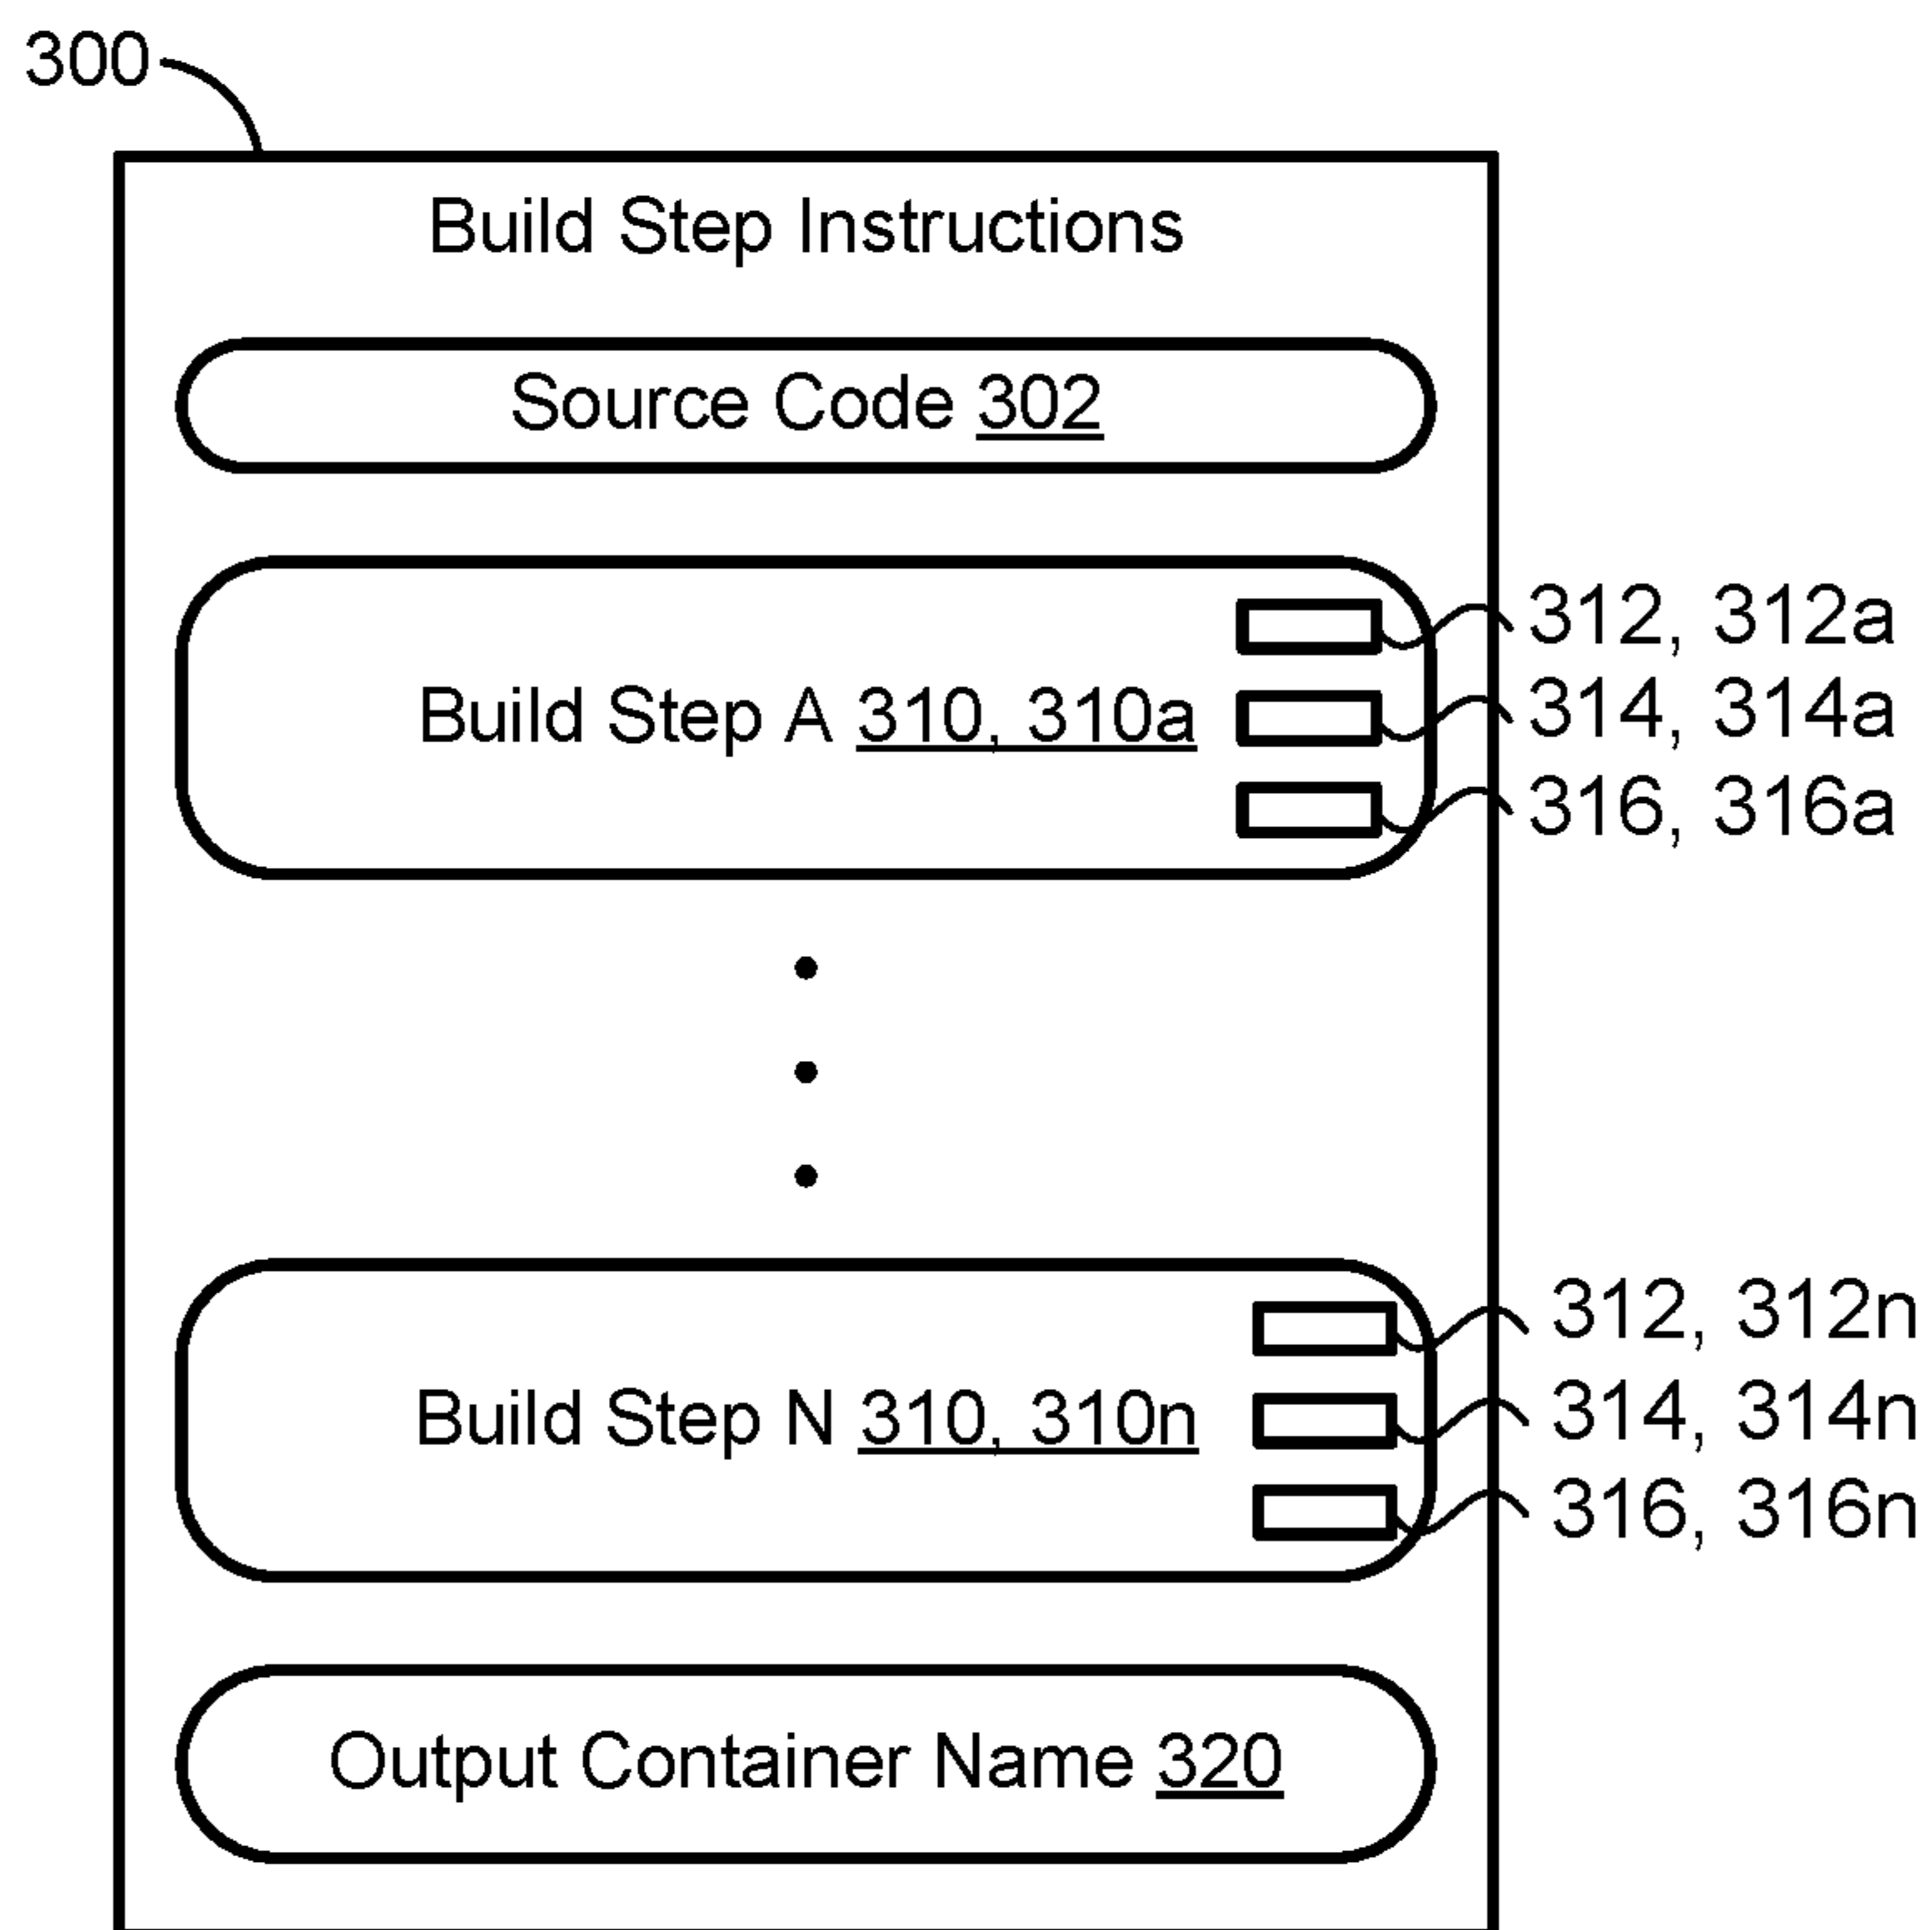 300
Build Step Instructions
Source Code 302
312, 312a
Build Step A 310, 310a
314, 314a
316, 316a
312, 312n
Build Step N 310, 310n
314, 314n
316, 316n
Output Container Name 320